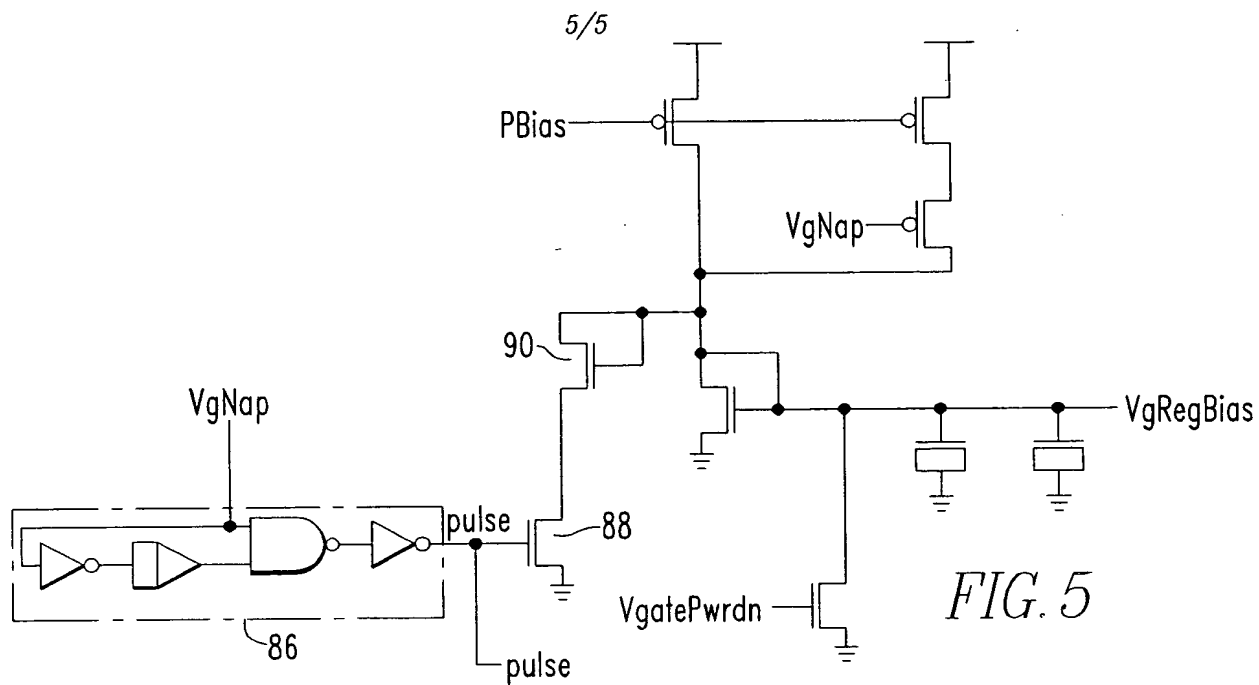 5/5
PBias
VgNap
90
VgNap
VgRegBias
pulse
88
VgatePwrdn
FIG. 5
86
pulse